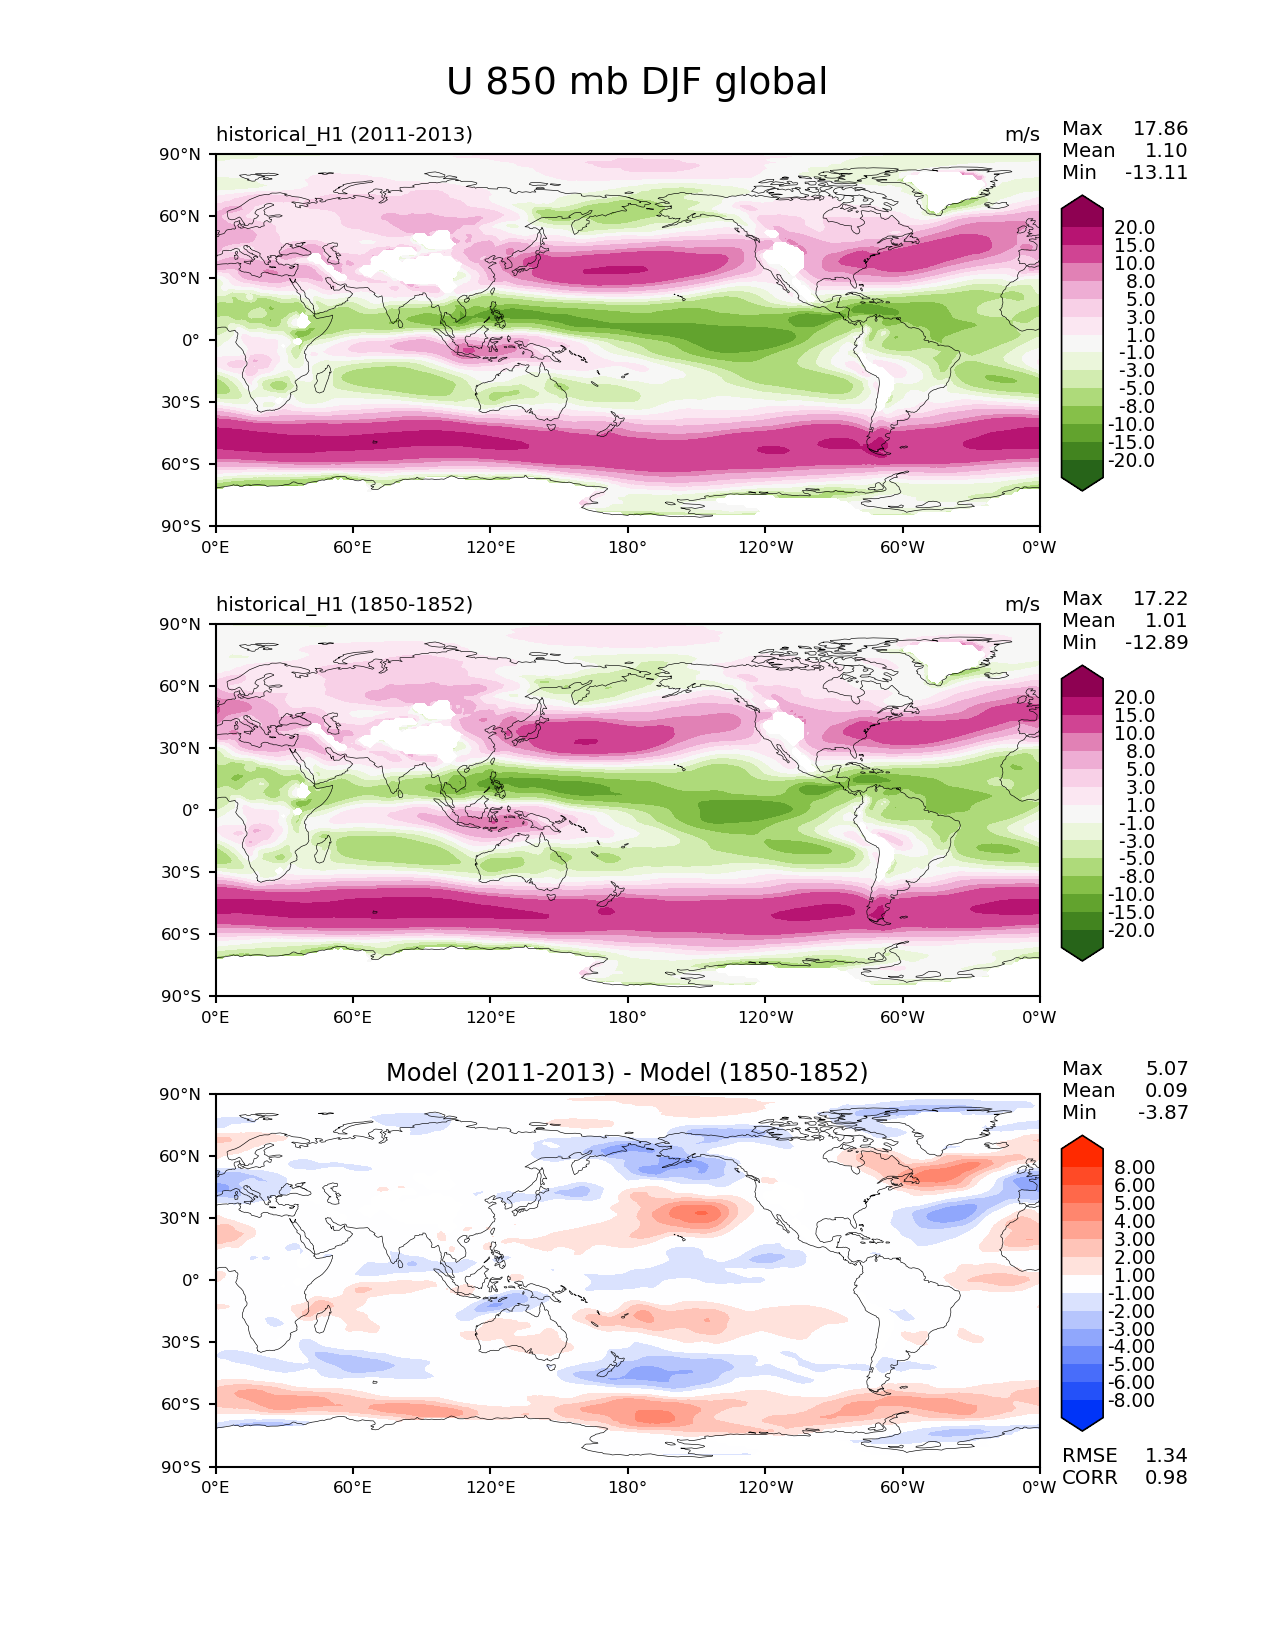 U 850 mb DJF global
historical_H1 (2011-2013) m/s
Max 17.86
Mean 1.10
Min -13.11
90°N
60°N
30°N
0°
30°S
60°S
90°S
0°E 60°E 120°E 180° 120°W 60°W 0°W
20.0
15.0
10.0
8.0
5.0
3.0
1.0
-1.0
-3.0
-5.0
-8.0
-10.0
-15.0
-20.0
historical_H1 (1850-1852) m/s
Max 17.22
Mean 1.01
Min -12.89
90°N
60°N
30°N
0°
30°S
60°S
90°S
0°E 60°E 120°E 180° 120°W 60°W 0°W
20.0
15.0
10.0
8.0
5.0
3.0
1.0
-1.0
-3.0
-5.0
-8.0
-10.0
-15.0
-20.0
Model (2011-2013) - Model (1850-1852)
Max 5.07
Mean 0.09
Min -3.87
90°N
60°N
30°N
0°
30°S
60°S
90°S
0°E 60°E 120°E 180° 120°W 60°W 0°W
8.00
6.00
5.00
4.00
3.00
2.00
1.00
-1.00
-2.00
-3.00
-4.00
-5.00
-6.00
-8.00
RMSE 1.34
CORR 0.98